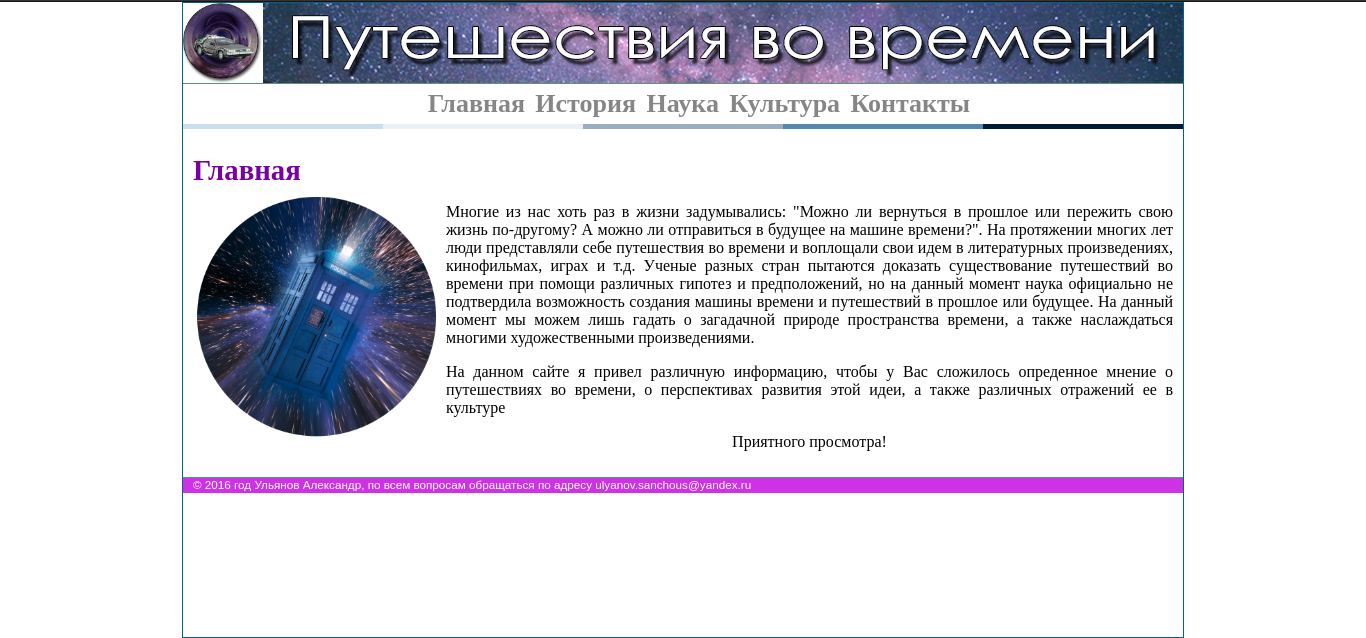 Путешествия во времени
Главная История Наука Культура Контакты
Главная
Многие из нас хоть раз в жизни задумывались: "Можно ли вернуться в прошлое или пережить свою
жизнь по-другому? А можно ли отправиться в будущее на машине времени?". На протяжении многих лет
люди представляли себе путешествия во времени и воплощали свои идем в литературных произведениях,
кинофильмах, играх и т.д. Ученые разных стран пытаются доказать существование путешествий во
времени при помощи различных гипотез и предположений, но на данный момент наука официально не
подтвердила возможность создания машины времени и путешествий в прошлое или будущее. На данный
момент мы можем лишь гадать о загадачной природе пространства времени, а также наслаждаться
многими художественными произведениями.
На данном сайте я привел различную информацию, чтобы у Вас сложилось опреденное мнение о
путешествиях во времени, о перспективах развития этой идеи, а также различных отражений ее в
культуре
Приятного просмотра!
© 2016 год Ульянов Александр, по всем вопросам обращаться по адресу ulyanov.sanchous@yandex.ru